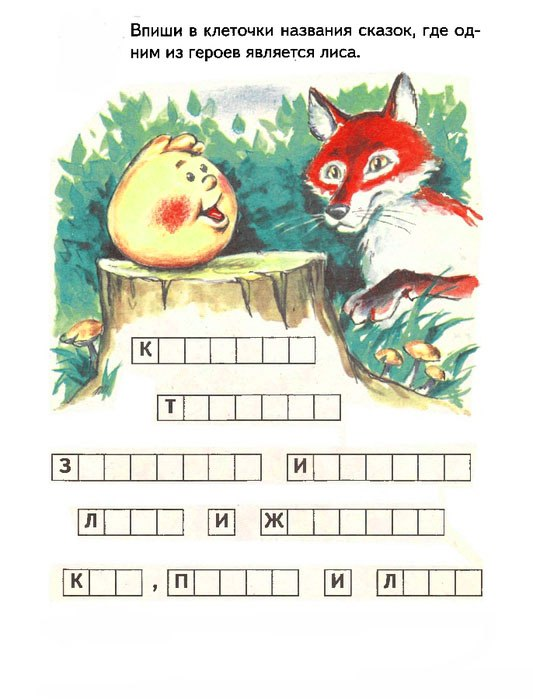 Впиши в клеточки названия сказок, где од-
ним из героев является лиса.
К
Т
З И
Л И Ж
К , П И Л